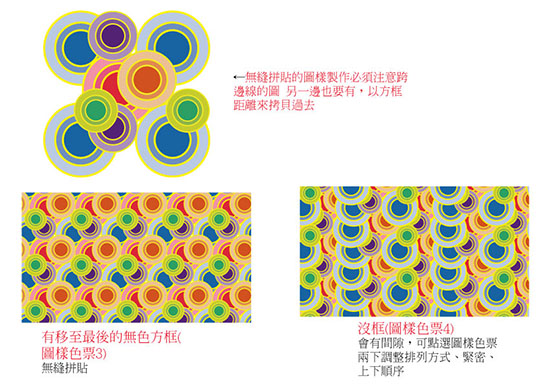 ←無縫拼貼的圖樣製作必須注意跨
邊線的圖 另一邊也要有，以方框
距離來拷貝過去
有移至最後的無色方框(
圖樣色票3)
無縫拼貼
沒框(圖樣色票4)
會有間隙，可點選圖樣色票
兩下調整排列方式、緊密、
上下順序